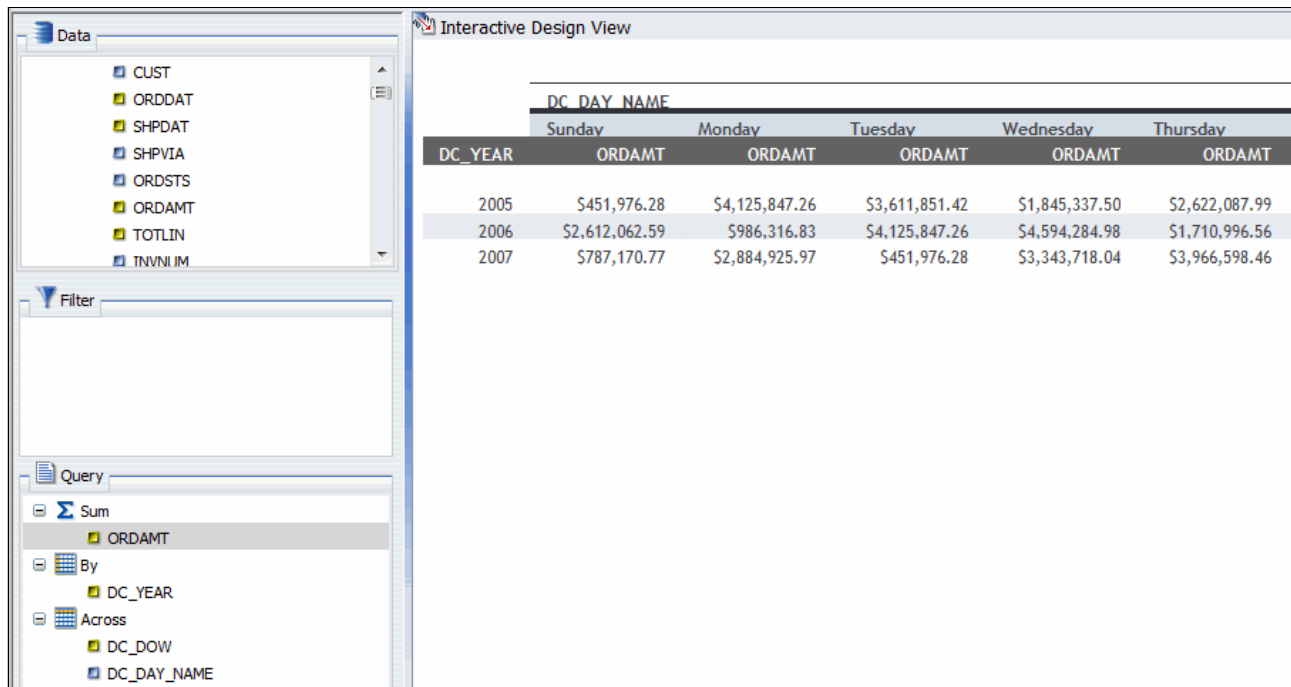 Data
CUST
ORDDAT
SHPDAT
SHPVIA
ORDSTS
ORDAMT
TOTLIN
INVNUM
Filter
Query
Sum
ORDAMT
By
DC_YEAR
Across
DC_DOW
DC_DAY_NAME
Interactive Design View
DC DAY NAME
Sunday Monday Tuesday Wednesday Thursday
DC_YEAR ORDAMT ORDAMT ORDAMT ORDAMT ORDAMT
2005 $451,976.28 $4,125,847.26 $3,611,851.42 $1,845,337.50 $2,622,087.99
2006 $2,612,062.59 $986,316.83 $4,125,847.26 $4,594,284.98 $1,710,996.56
2007 $787,170.77 $2,884,925.97 $451,976.28 $3,343,718.04 $3,966,598.46